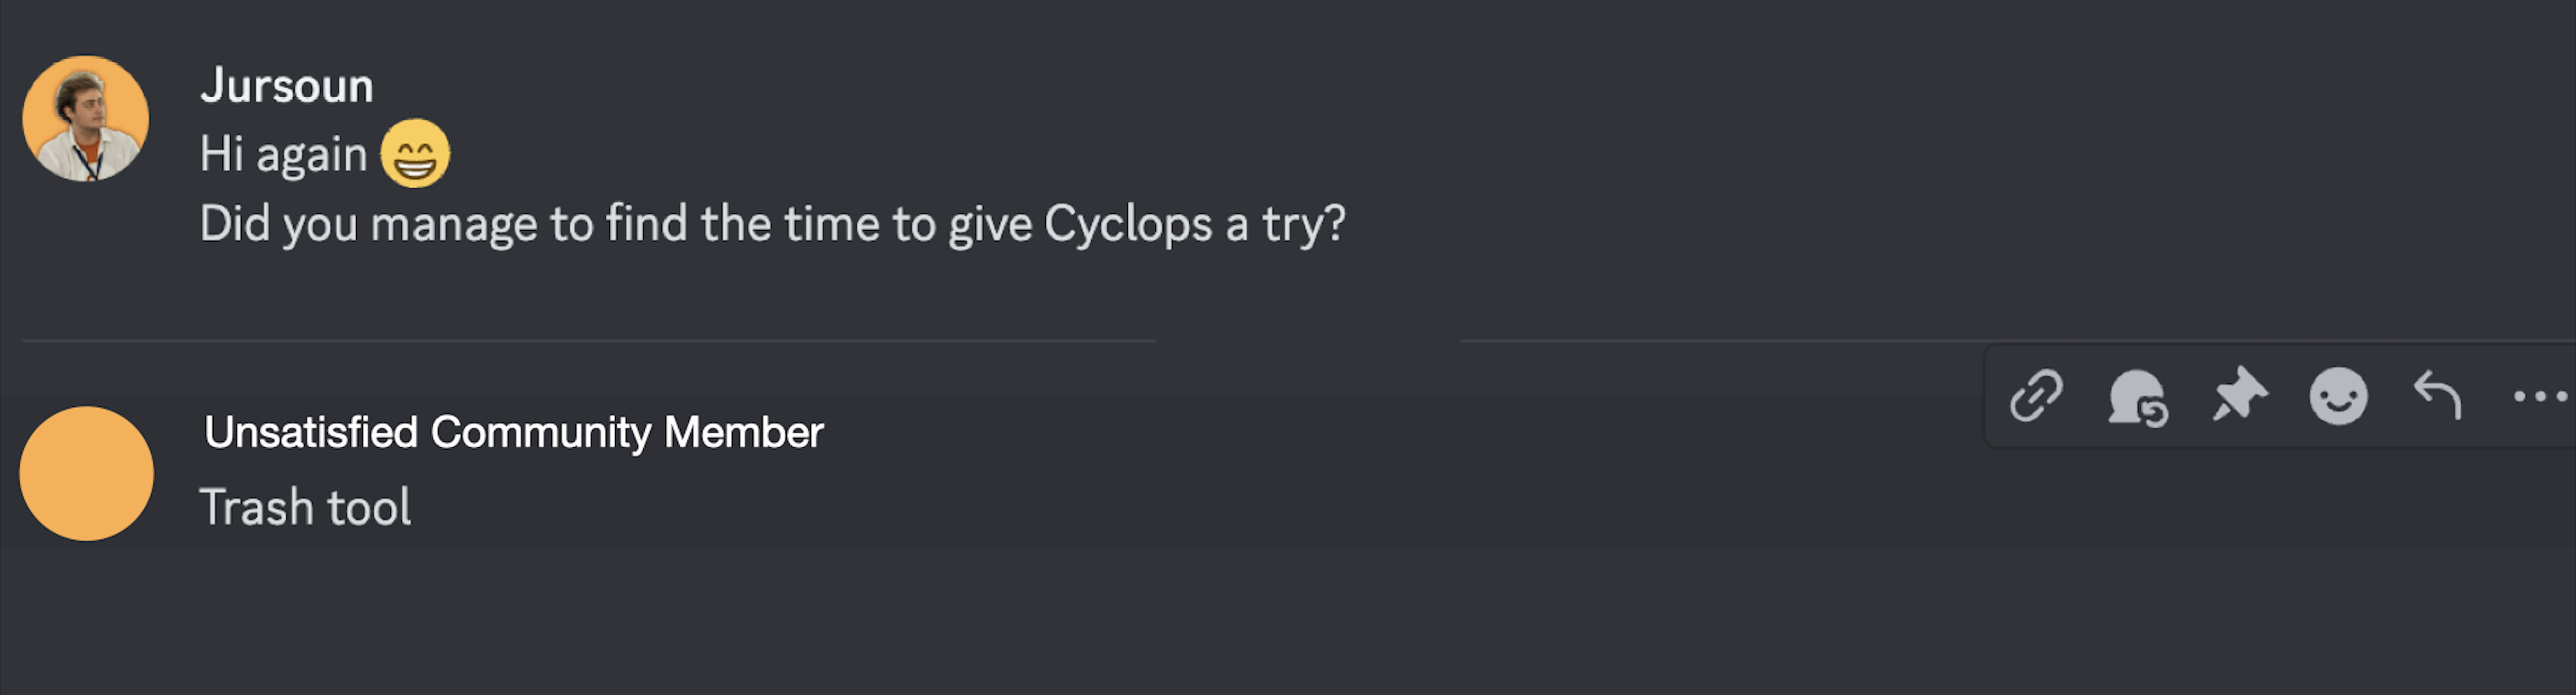 Jursoun
Hi again 😁
Did you manage to find the time to give Cyclops a try?
Unsatisfied Community Member
Trash tool